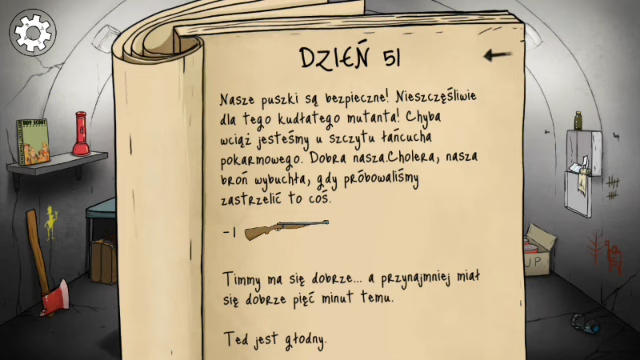 DZIEŃ 51
Nasze puszki są bezpieczne! Nieszczęśliwie
dla tego kudłatego mutanta! Chyba
wciąż jesteśmy u szczytu łańcucha
pokarmowego. Dobra nasza.Cholera, nasza
broń wybuchła, gdy próbowaliśmy
zastrzelić to coś.
-1
Timmy ma się dobrze... a przynajmniej miał
się dobrze pięć minut temu.
Ted jest głodny.
UP